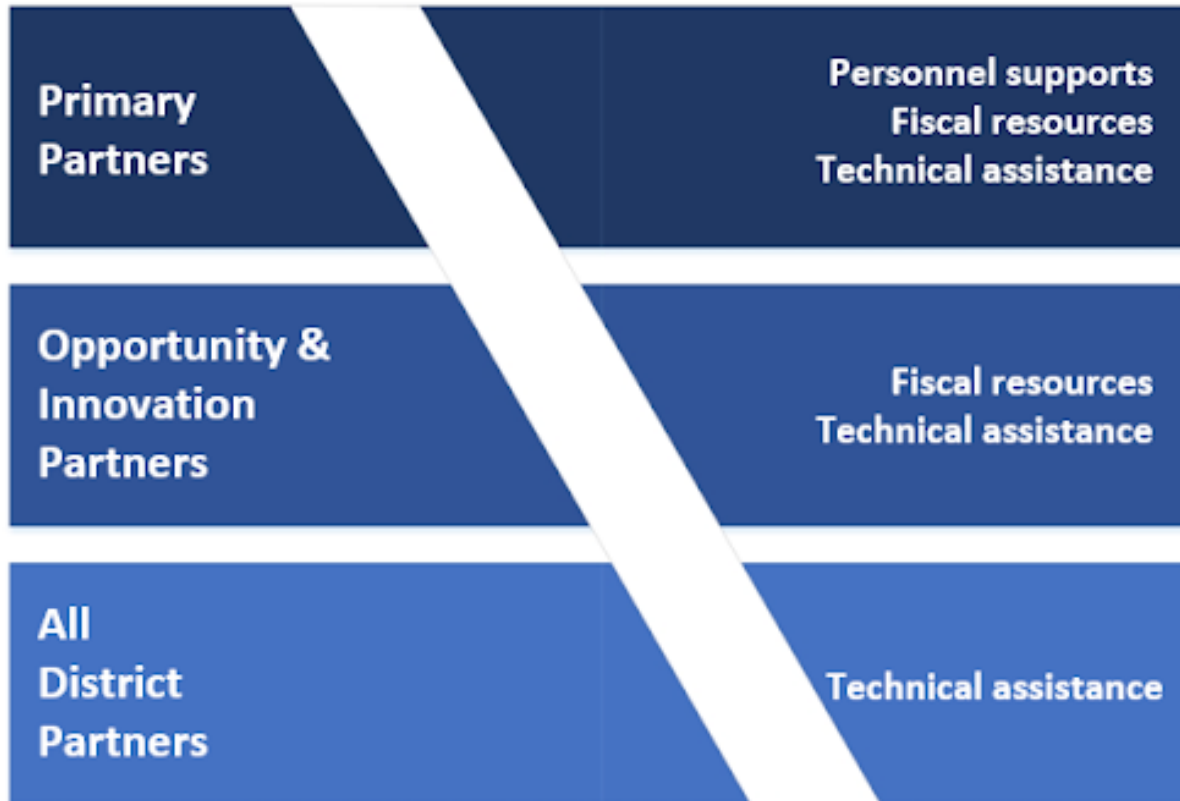 Primary
Partners
Personnel supports
Fiscal resources
Technical assistance
Opportunity &
Innovation
Partners
Fiscal resources
Technical assistance
All
District
Partners
Technical assistance